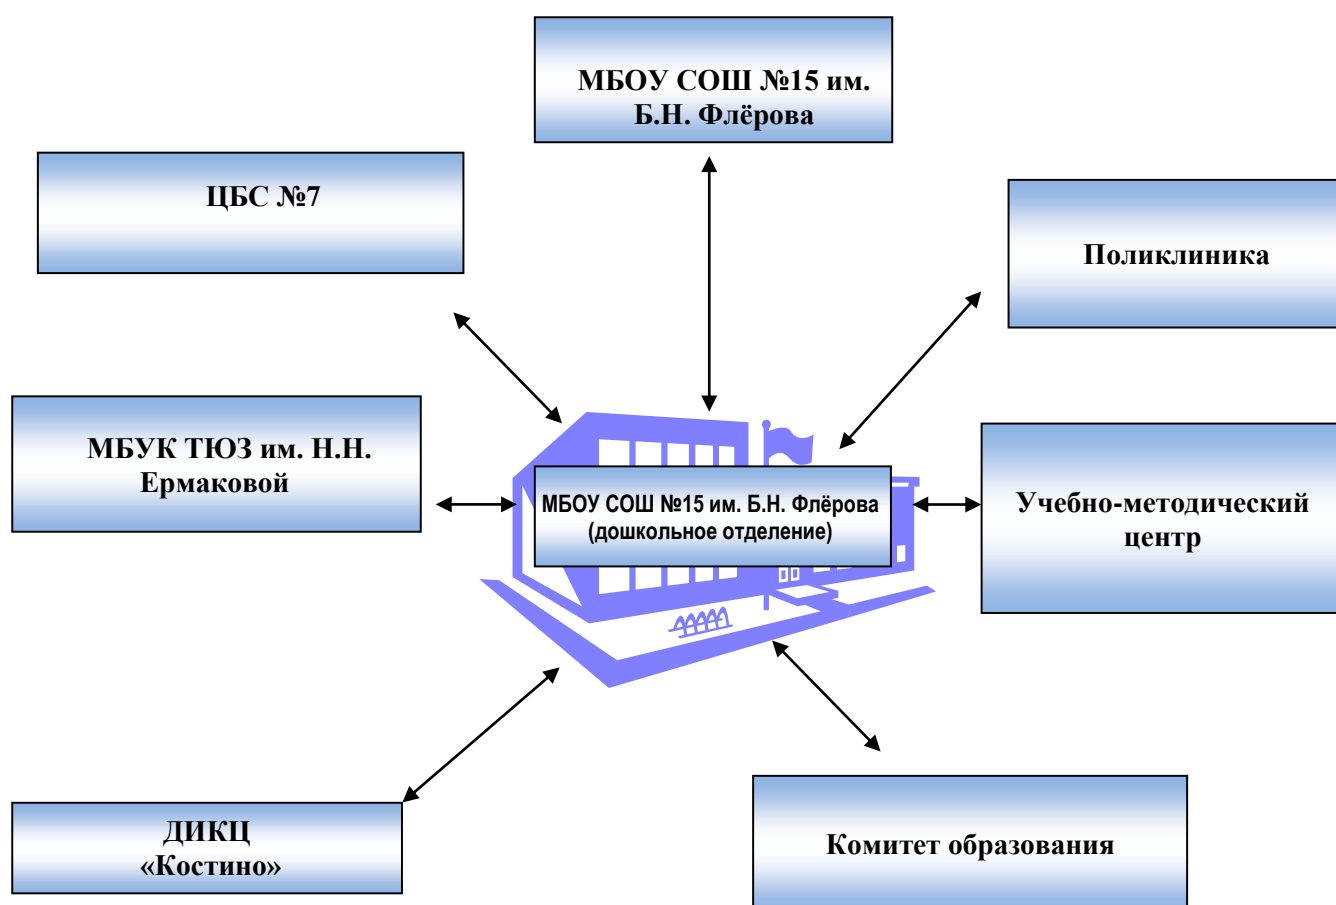 МБОУ СОШ №15 им.
Б.Н. Флёрова
ЦБС №7
Поликлиника
МБУК ТЮЗ им. Н.Н.
Ермаковой
МБОУ СОШ №15 им. Б.Н. Флёрова
(дошкольное отделение)
Учебно-методический
центр
ДИКЦ
«Костино»
Комитет образования